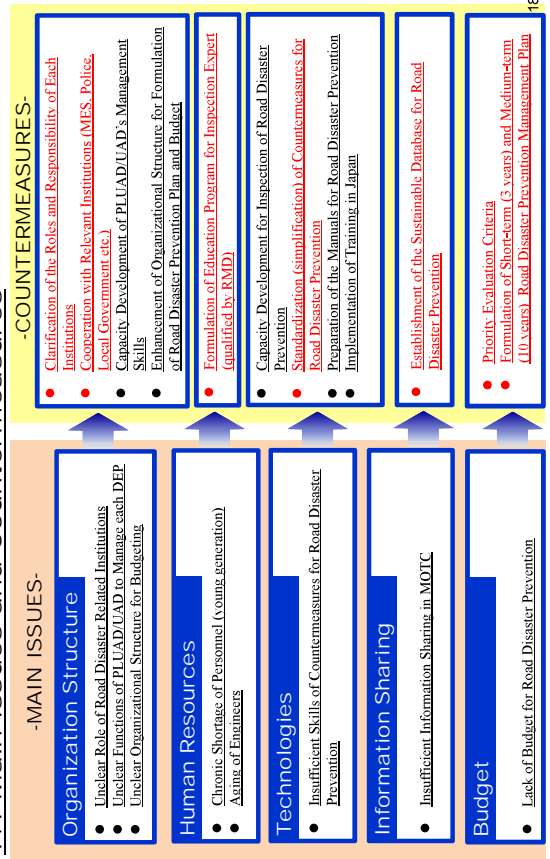 -MAIN ISSUES-
Organization Structure
● Unclear Role of Road Disaster Related Institutions
● Unclear Functions of PLUAD/UAD to Manage each DEP
● Unclear Organizational Structure for Budgeting
Human Resources
● Chronic Shortage of Personnel (young generation)
● Aging of Engineers
Technologies
● Insufficient Skills of Countermeasures for Road Disaster
Prevention
Information Sharing
● Insufficient Information Sharing in MOTC
Budget
● Lack of Budget for Road Disaster Prevention
-COUNTERMEASURES-
● Clarification of the Roles and Responsibility of Each
Institutions
● Cooperation with Relevant Institutions (MES, Police,
Local Government etc.)
● Capacity Development of PLUAD/UAD`s Management
Skills
● Enhancement of Organizational Structure for Formulation
of Road Disaster Prevention Plan and Budget
● Formulation of Education Program for Inspection Expert
(qualified by RMD)
● Capacity Development for Inspection of Road Disaster
Prevention
● Standardization (simplification) of Countermeasures for
Road Disaster Prevention
● Preparation of the Manuals for Road Disaster Prevention
● Implementation of Training in Japan
● Establishment of the Sustainable Database for Road
Disaster Prevention
● Priority Evaluation Criteria
● Formulation of Short-term (3 years) and Medium-term
(10 years) Road Disaster Prevention Management Plan
18